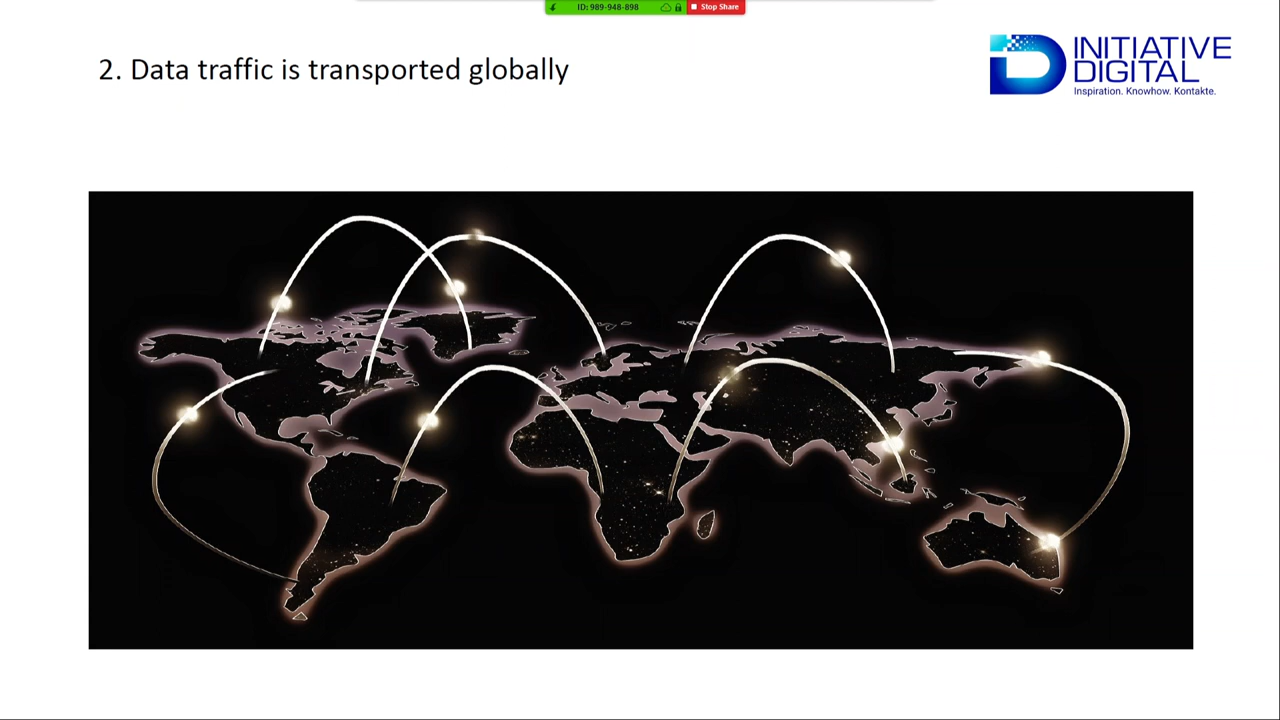 ID: 989-948-898
Stop Share
2. Data traffic is transported globally
INITIATIVE
DIGITAL
Inspiration. Knowhow. Kontakte.